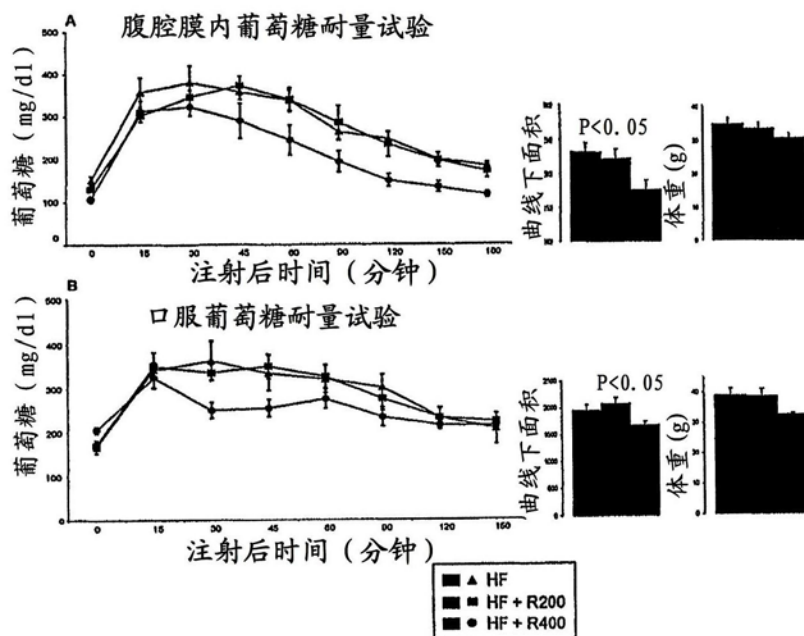 A
腹腔膜内葡萄糖耐量试验
葡萄糖（mg/dl）
500
400
300
200
100
0
0 15 30 45 60 90 120 150 180
注射后时间（分钟）
曲线下面积
P<0.05
体重(g)
B
口服葡萄糖耐量试验
葡萄糖（mg/dl）
500
400
300
200
100
0
0 15 30 45 60 90 120 150
注射后时间（分钟）
曲线下面积
P<0.05
2100
2000
1500
1000
500
体重(g)
HF
HF + R200
HF + R400